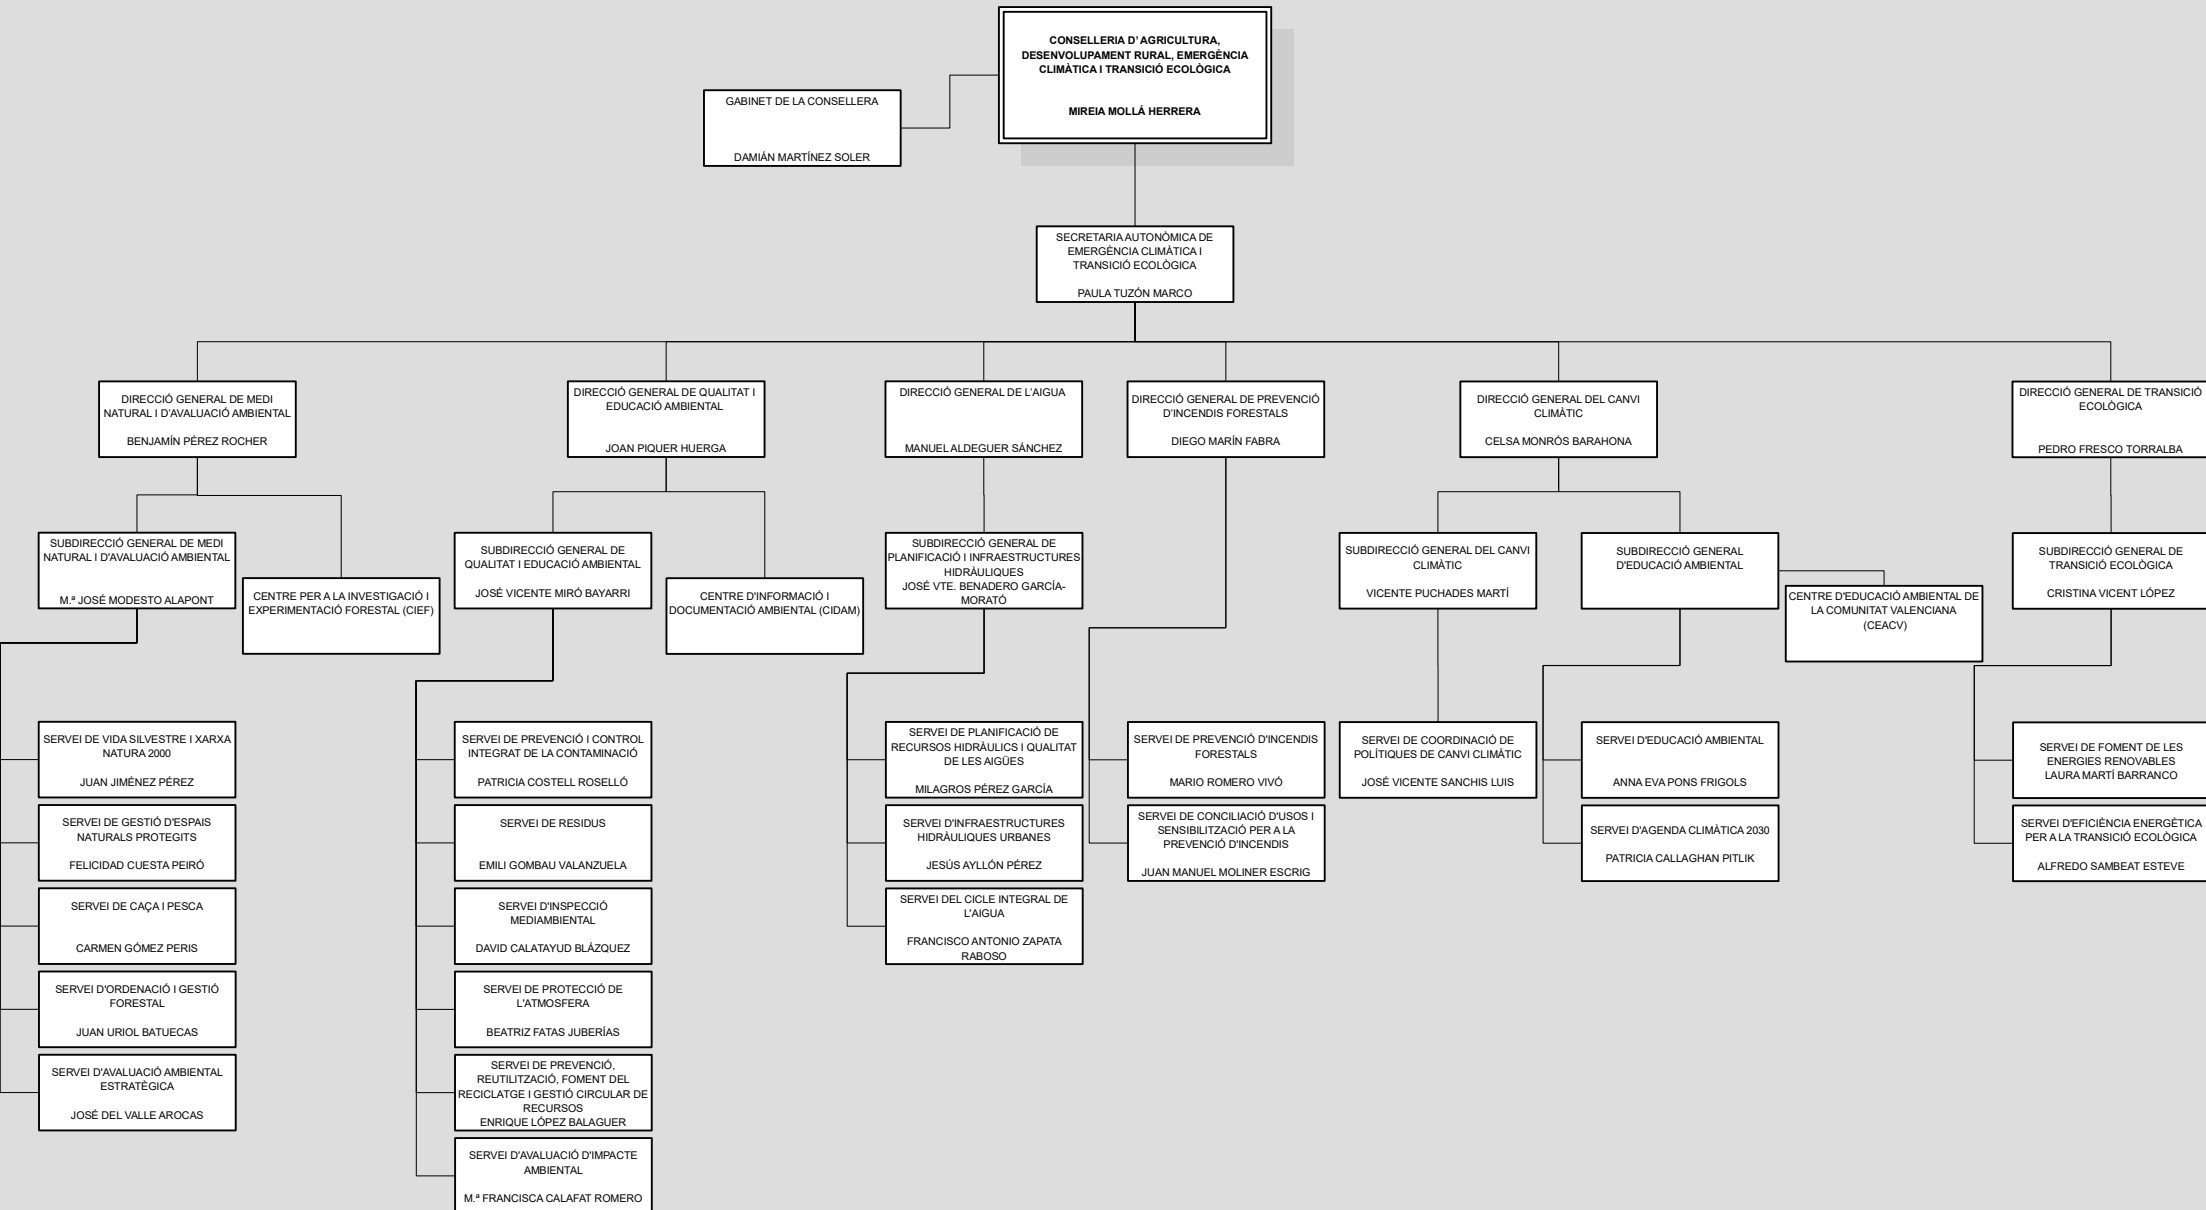 CONSELLERIA D' AGRICULTURA,
DESENVOLUPAMENT RURAL, EMERGÈNCIA
CLIMÀTICA I TRANSICIÓ ECOLÒGICA
MIREIA MOLLÁ HERRERA
GABINET DE LA CONSELLERA
DAMIÁN MARTÍNEZ SOLER
SECRETARIA AUTONÒMICA DE
EMERGÈNCIA CLIMÀTICA I
TRANSICIÓ ECOLÒGICA
PAULA TUZÓN MARCO
DIRECCIÓ GENERAL DE MEDI
NATURAL I D'AVALUACIÓ AMBIENTAL
BENJAMÍN PÉREZ ROCHER
DIRECCIÓ GENERAL DE QUALITAT I
EDUCACIÓ AMBIENTAL
JOAN PIQUER HUERGA
DIRECCIÓ GENERAL DE L'AIGUA
MANUEL ALDEGUER SÁNCHEZ
DIRECCIÓ GENERAL DE PREVENCIÓ
D'INCENDIS FORESTALS
DIEGO MARÍN FABRA
DIRECCIÓ GENERAL DEL CANVI
CLIMÀTIC
CELSA MONRÓS BARAHONA
DIRECCIÓ GENERAL DE TRANSICIÓ
ECOLÒGICA
PEDRO FRESCO TORRALBA
SUBDIRECCIÓ GENERAL DE MEDI
NATURAL I D'AVALUACIÓ AMBIENTAL
M.ª JOSÉ MODESTO ALAPONT
CENTRE PER A LA INVESTIGACIÓ I
EXPERIMENTACIÓ FORESTAL (CIEF)
SUBDIRECCIÓ GENERAL DE
QUALITAT I EDUCACIÓ AMBIENTAL
JOSÉ VICENTE MIRÓ BAYARRI
CENTRE D'INFORMACIÓ I
DOCUMENTACIÓ AMBIENTAL (CIDAM)
SUBDIRECCIÓ GENERAL DE
PLANIFICACIÓ I INFRAESTRUCTURES
HIDRÀULIQUES
JOSÉ VTE. BENADERO GARCÍA-
MORATÓ
SUBDIRECCIÓ GENERAL DEL CANVI
CLIMÀTIC
VICENTE PUCHADES MARTÍ
SUBDIRECCIÓ GENERAL
D'EDUCACIÓ AMBIENTAL
CENTRE D'EDUCACIÓ AMBIENTAL DE
LA COMUNITAT VALENCIANA
(CEACV)
SUBDIRECCIÓ GENERAL DE
TRANSICIÓ ECOLÒGICA
CRISTINA VICENT LÓPEZ
SERVEI DE VIDA SILVESTRE I XARXA
NATURA 2000
JUAN JIMÉNEZ PÉREZ
SERVEI DE GESTIÓ D'ESPAIS
NATURALS PROTEGITS
FELICIDAD CUESTA PEIRÓ
SERVEI DE CAÇA I PESCA
CARMEN GÓMEZ PERIS
SERVEI D'ORDENACIÓ I GESTIÓ
FORESTAL
JUAN URIOL BATUECAS
SERVEI D'AVALUACIÓ AMBIENTAL
ESTRATÈGICA
JOSÉ DEL VALLE AROCAS
SERVEI DE PREVENCIÓ I CONTROL
INTEGRAT DE LA CONTAMINACIÓ
PATRICIA COSTELL ROSELLÓ
SERVEI DE RESIDUS
EMILI GOMBAU VALANZUELA
SERVEI D'INSPECCIÓ
MEDIAMBIENTAL
DAVID CALATAYUD BLÁZQUEZ
SERVEI DE PROTECCIÓ DE
L'ATMOSFERA
BEATRIZ FATAS JUBERÍAS
SERVEI DE PREVENCIÓ,
REUTILITZACIÓ, FOMENT DEL
RECICLATGE I GESTIÓ CIRCULAR DE
RECURSOS
ENRIQUE LÓPEZ BALAGUER
SERVEI D'AVALUACIÓ D'IMPACTE
AMBIENTAL
M.ª FRANCISCA CALAFAT ROMERO
SERVEI DE PLANIFICACIÓ DE
RECURSOS HIDRÀULICS I QUALITAT
DE LES AIGÜES
MILAGROS PÉREZ GARCÍA
SERVEI D'INFRAESTRUCTURES
HIDRÀULIQUES URBANES
JESÚS AYLLÓN PÉREZ
SERVEI DEL CICLE INTEGRAL DE
L'AIGUA
FRANCISCO ANTONIO ZAPATA
RABOSO
SERVEI DE PREVENCIÓ D'INCENDIS
FORESTALS
MARIO ROMERO VIVÓ
SERVEI DE CONCILIACIÓ D'USOS I
SENSIBILITZACIÓ PER A LA
PREVENCIÓ D'INCENDIS
JUAN MANUEL MOLINER ESCRIG
SERVEI DE COORDINACIÓ DE
POLÍTIQUES DE CANVI CLIMÀTIC
JOSÉ VICENTE SANCHIS LUIS
SERVEI D'EDUCACIÓ AMBIENTAL
ANNA EVA PONS FRIGOLS
SERVEI D'AGENDA CLIMÀTICA 2030
PATRICIA CALLAGHAN PITLIK
SERVEI DE FOMENT DE LES
ENERGIES RENOVABLES
LAURA MARTÍ BARRANCO
SERVEI D'EFICIÈNCIA ENERGÈTICA
PER A LA TRANSICIÓ ECOLÒGICA
ALFREDO SAMBEAT ESTEVE